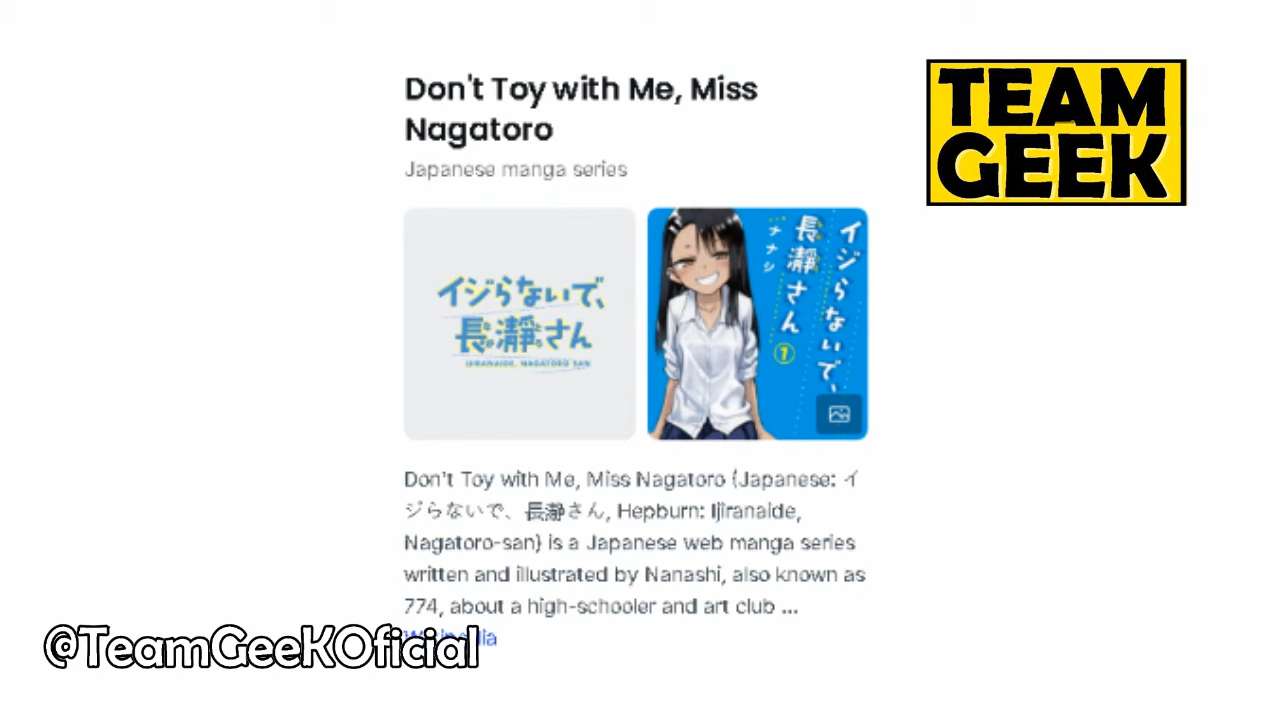 Don't Toy with Me, Miss
Nagatoro
Japanese manga series
TEAM
GEEK
イジらないで、
長瀞さん
IJIRANAIDE, NAGATORO SAN
イジらないで、
長瀞さん
ナナシ
1
Don't Toy with Me, Miss Nagatoro (Japanese: イ
ジらないで、長瀞さん, Hepburn: Ijiranaide,
Nagatoro-san) is a Japanese web manga series
written and illustrated by Nanashi, also known as
774, about a high-schooler and art club ...
Wikipedia
@TeamGeeKOficial